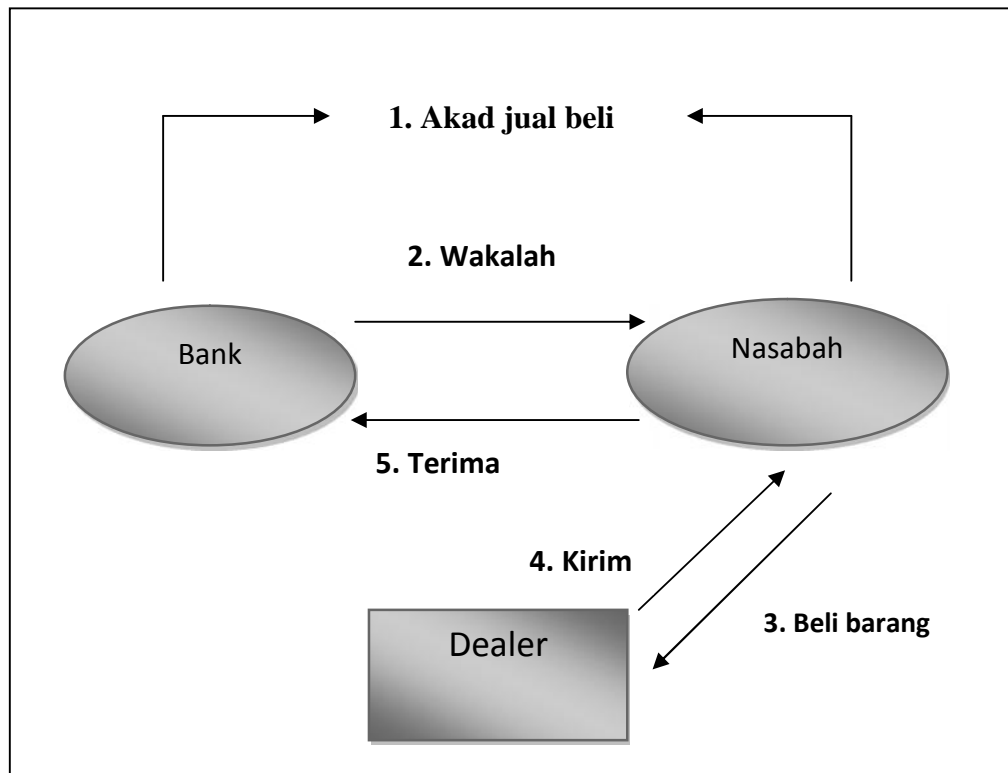 1. Akad jual beli
2. Wakalah
Bank
Nasabah
5. Terima
4. Kirim
3. Beli barang
Dealer